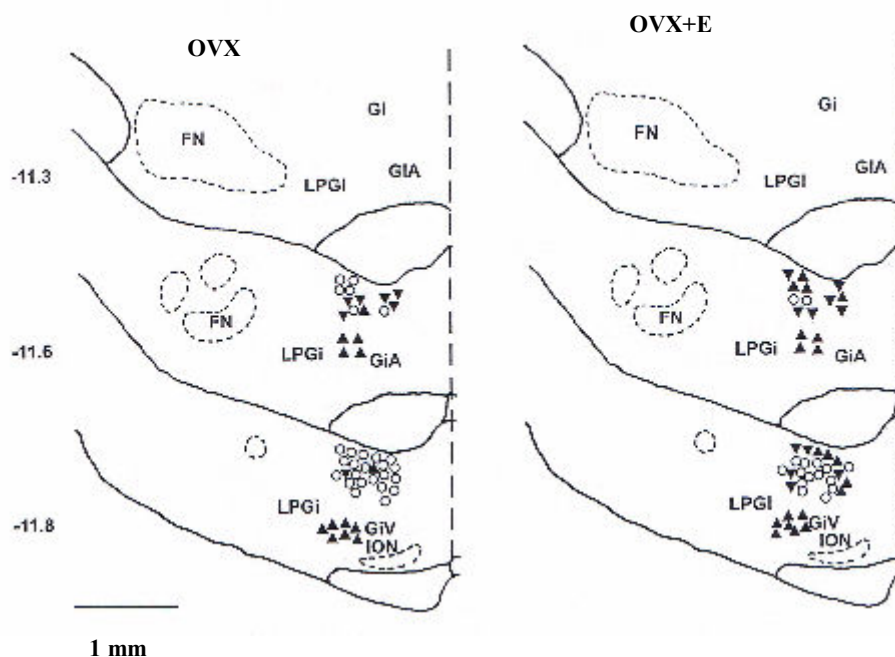 OVX
OVX+E
GI
FN
GIA
LPGI
-11.3
Gi
FN
GIA
LPGI
FN
LPGi
GiA
-11.6
FN
LPGi
GiA
LPGi
GiV
ION
-11.8
LPGI
GiV
ION
1 mm